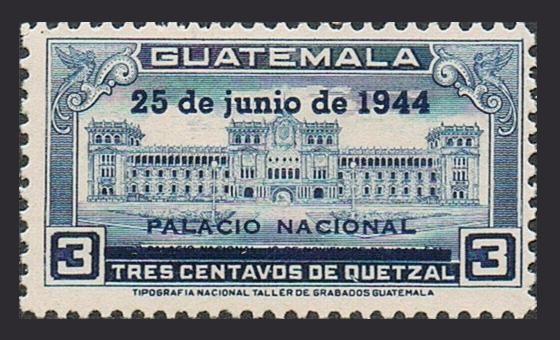 GUATEMALA
25 de junio de 1944
PALACIO NACIONAL
3 3
TRES CENTAVOS DE QUETZAL
TIPOGRAFIA NACIONAL TALLER DE GRABADOS GUATEMALA